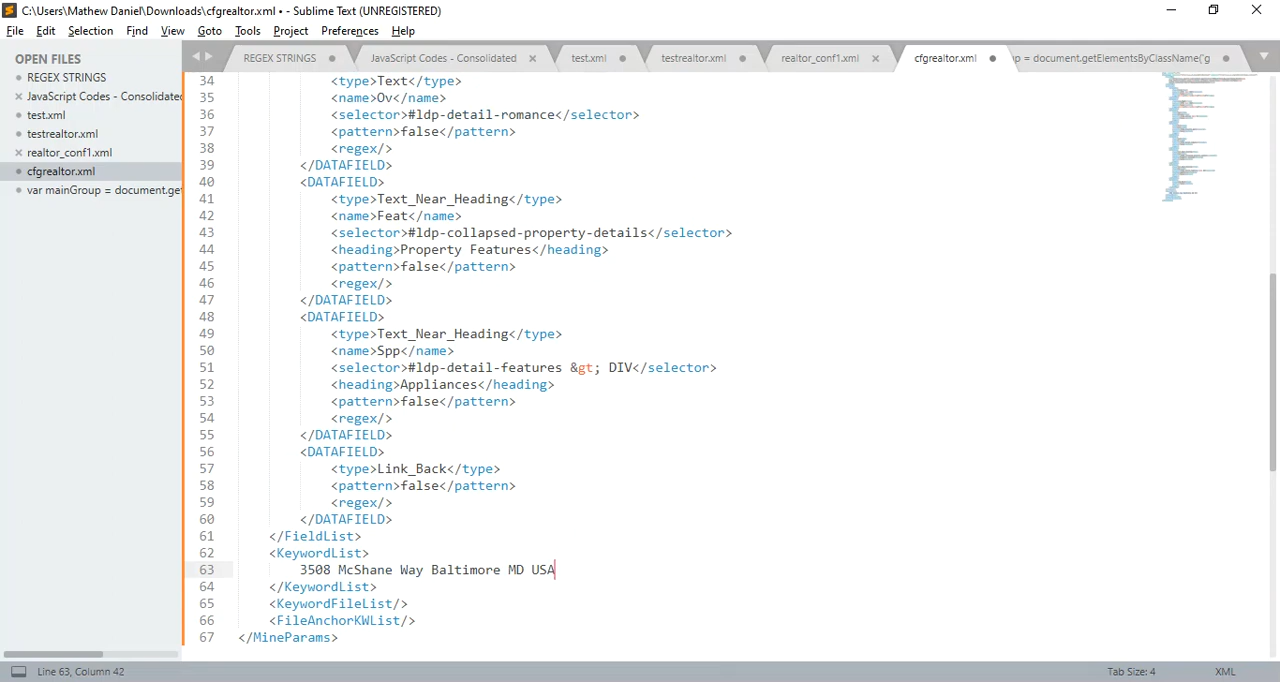 C:\Users\Mathew Daniel\Downloads\cfgrealtor.xml • - Sublime Text (UNREGISTERED)
File Edit Selection Find View Goto Tools Project Preferences Help
OPEN FILES
REGEX STRINGS
JavaScript Codes - Consolidated
test.xml
testrealtor.xml
realtor_conf1.xml
cfgrealtor.xml
var mainGroup = document.get
REGEX STRINGS JavaScript Codes - Consolidated test.xml testrealtor.xml realtor_conf1.xml cfgrealtor.xml p = document.getElementsByClassName('g
34 <type>Text</type>
35 <name>Ov</name>
36 <selector>#ldp-detail-romance</selector>
37 <pattern>false</pattern>
38 <regex/>
39 </DATAFIELD>
40 <DATAFIELD>
41 <type>Text_Near_Heading</type>
42 <name>Feat</name>
43 <selector>#ldp-collapsed-property-details</selector>
44 <heading>Property Features</heading>
45 <pattern>false</pattern>
46 <regex/>
47 </DATAFIELD>
48 <DATAFIELD>
49 <type>Text_Near_Heading</type>
50 <name>Spp</name>
51 <selector>#ldp-detail-features &gt; DIV</selector>
52 <heading>Appliances</heading>
53 <pattern>false</pattern>
54 <regex/>
55 </DATAFIELD>
56 <DATAFIELD>
57 <type>Link_Back</type>
58 <pattern>false</pattern>
59 <regex/>
60 </DATAFIELD>
61 </FieldList>
62 <KeywordList>
63 3508 McShane Way Baltimore MD USA
64 </KeywordList>
65 <KeywordFileList/>
66 <FileAnchorKWList/>
67 </MineParams>
Line 63, Column 42 Tab Size: 4 XML